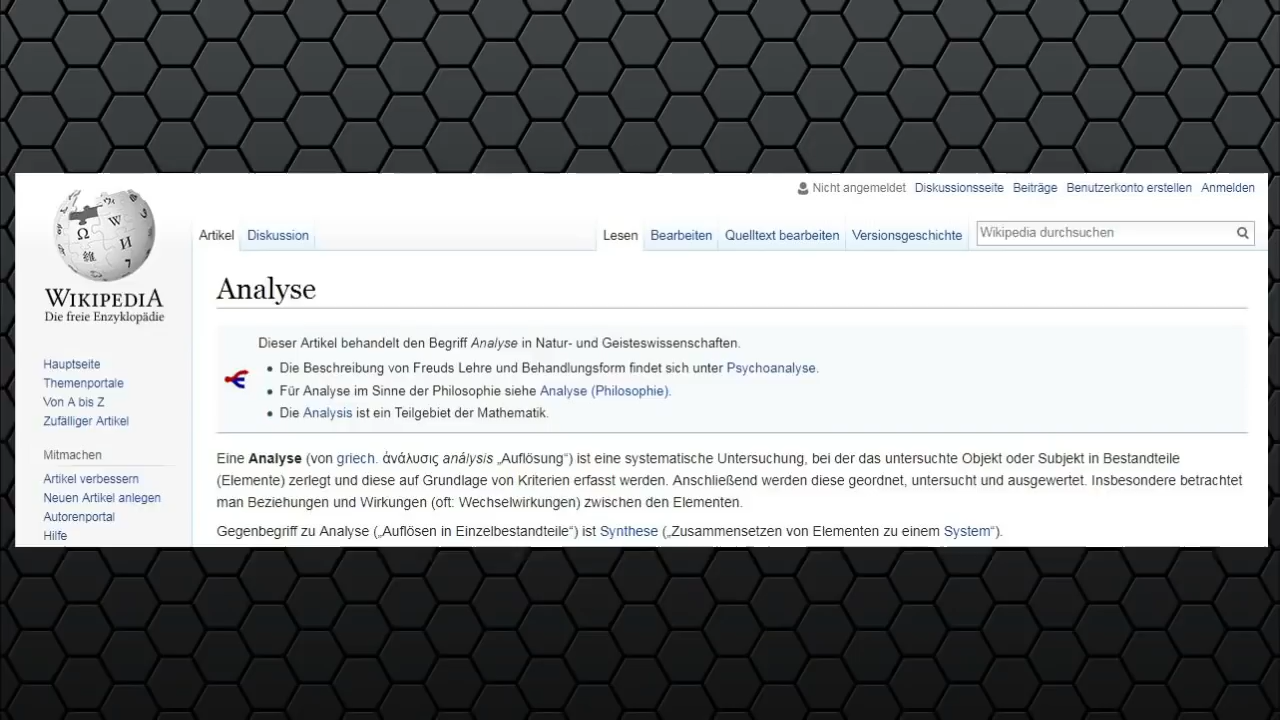 Nicht angemeldet Diskussionsseite Beiträge Benutzerkonto erstellen Anmelden
Artikel Diskussion Lesen Bearbeiten Quelltext bearbeiten Versionsgeschichte Wikipedia durchsuchen
WIKIPEDIA
Die freie Enzyklopädie
Hauptseite
Themenportale
Von A bis Z
Zufälliger Artikel
Mitmachen
Artikel verbessern
Neuen Artikel anlegen
Autorenportal
Hilfe
Analyse
Dieser Artikel behandelt den Begriff Analyse in Natur- und Geisteswissenschaften.
• Die Beschreibung von Freuds Lehre und Behandlungsform findet sich unter Psychoanalyse.
• Für Analyse im Sinne der Philosophie siehe Analyse (Philosophie).
• Die Analysis ist ein Teilgebiet der Mathematik.
Eine Analyse (von griech. ἀνάλυσις análysis „Auflösung“) ist eine systematische Untersuchung, bei der das untersuchte Objekt oder Subjekt in Bestandteile
(Elemente) zerlegt und diese auf Grundlage von Kriterien erfasst werden. Anschließend werden diese geordnet, untersucht und ausgewertet. Insbesondere betrachtet
man Beziehungen und Wirkungen (oft: Wechselwirkungen) zwischen den Elementen.
Gegenbegriff zu Analyse („Auflösen in Einzelbestandteile“) ist Synthese („Zusammensetzen von Elementen zu einem System“).